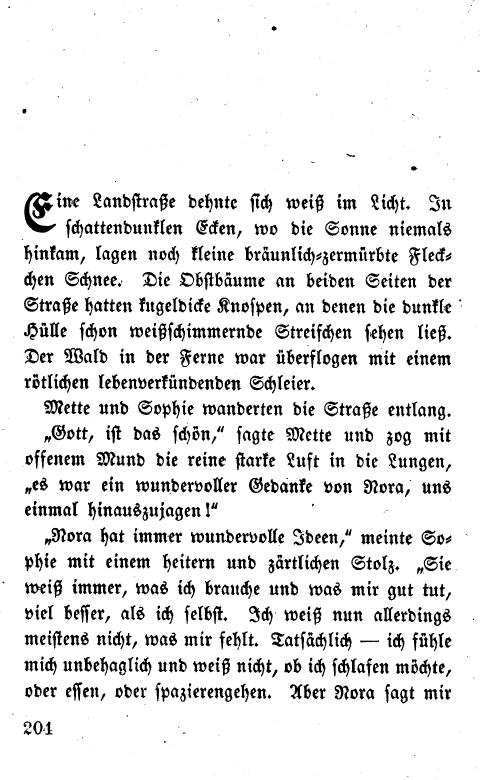 Eine Landstraße dehnte sich weiß im Licht. In
schattendunklen Ecken, wo die Sonne niemals
hinkam, lagen noch kleine bräunlich-zermürbte Fleck-
chen Schnee. Die Obstbäume an beiden Seiten der
Straße hatten kugeldicke Knospen, an denen die dunkle
Hülle schon weißschimmernde Streifchen sehen ließ.
Der Wald in der Ferne war überflogen mit einem
rötlichen lebenverkündenden Schleier.
Mette und Sophie wanderten die Straße entlang.
„Gott, ist das schön,“ sagte Mette und zog mit
offenem Mund die reine starke Luft in die Lungen,
„es war ein wundervoller Gedanke von Nora, uns
einmal hinauszujagen!“
„Nora hat immer wundervolle Ideen,“ meinte So-
phie mit einem heitern und zärtlichen Stolz. „Sie
weiß immer, was ich brauche und was mir gut tut,
viel besser, als ich selbst. Ich weiß nun allerdings
meistens nicht, was mir fehlt. Tatsächlich — ich fühle
mich unbehaglich und weiß nicht, ob ich schlafen möchte,
oder essen, oder spazierengehen. Aber Nora sagt mir
204